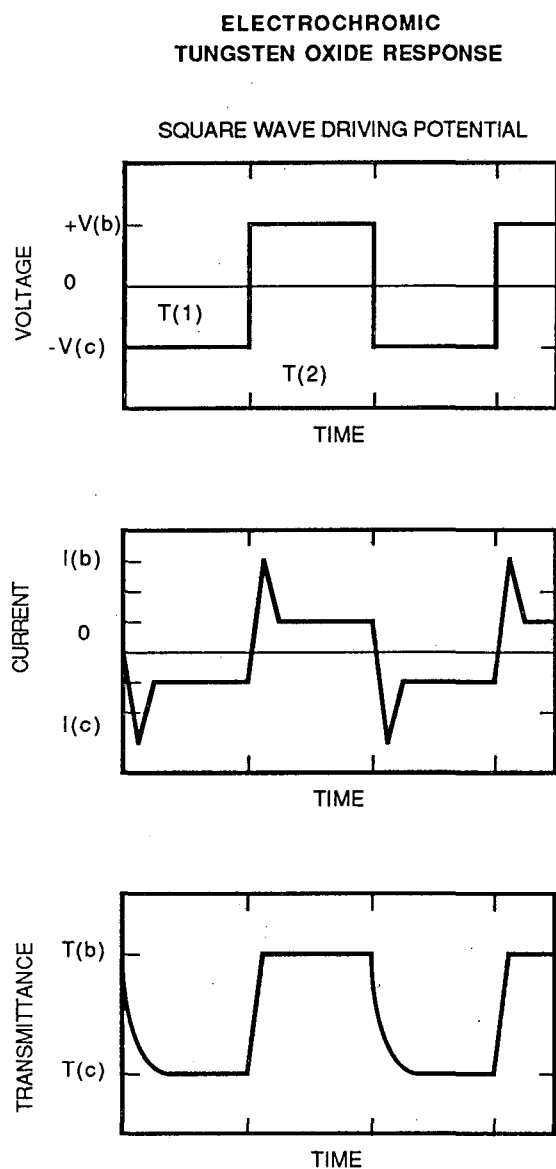 ELECTROCHROMIC
TUNGSTEN OXIDE RESPONSE
SQUARE WAVE DRIVING POTENTIAL
VOLTAGE
+V(b)
0
T(1)
-V(c)
T(2)
TIME
CURRENT
I(b)
0
I(c)
TIME
TRANSMITTANCE
T(b)
T(c)
TIME